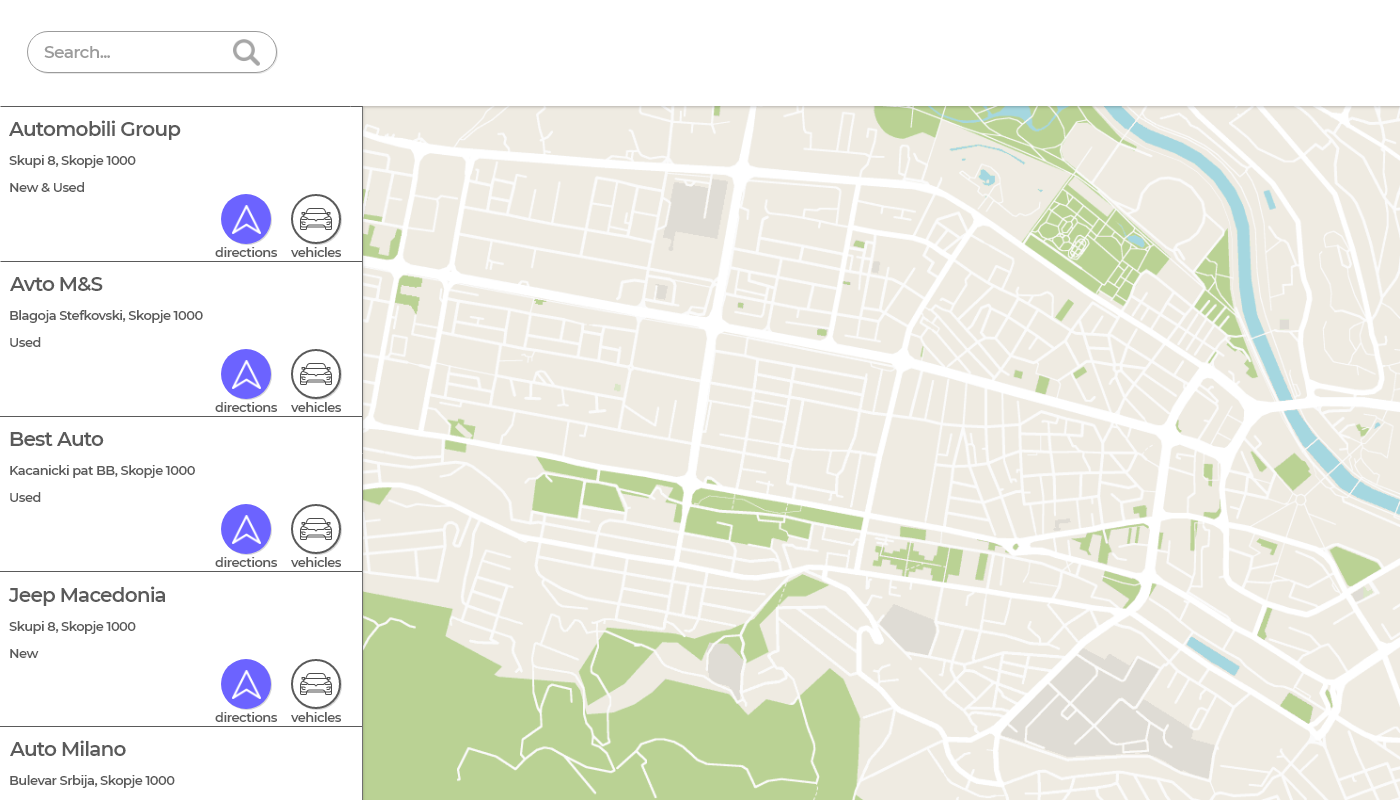 Search...
Automobili Group
Skupi 8, Skopje 1000
New & Used
directions vehicles
Avto M&S
Blagoja Stefkovski, Skopje 1000
Used
directions vehicles
Best Auto
Kacanicki pat BB, Skopje 1000
Used
directions vehicles
Jeep Macedonia
Skupi 8, Skopje 1000
New
directions vehicles
Auto Milano
Bulevar Srbija, Skopje 1000